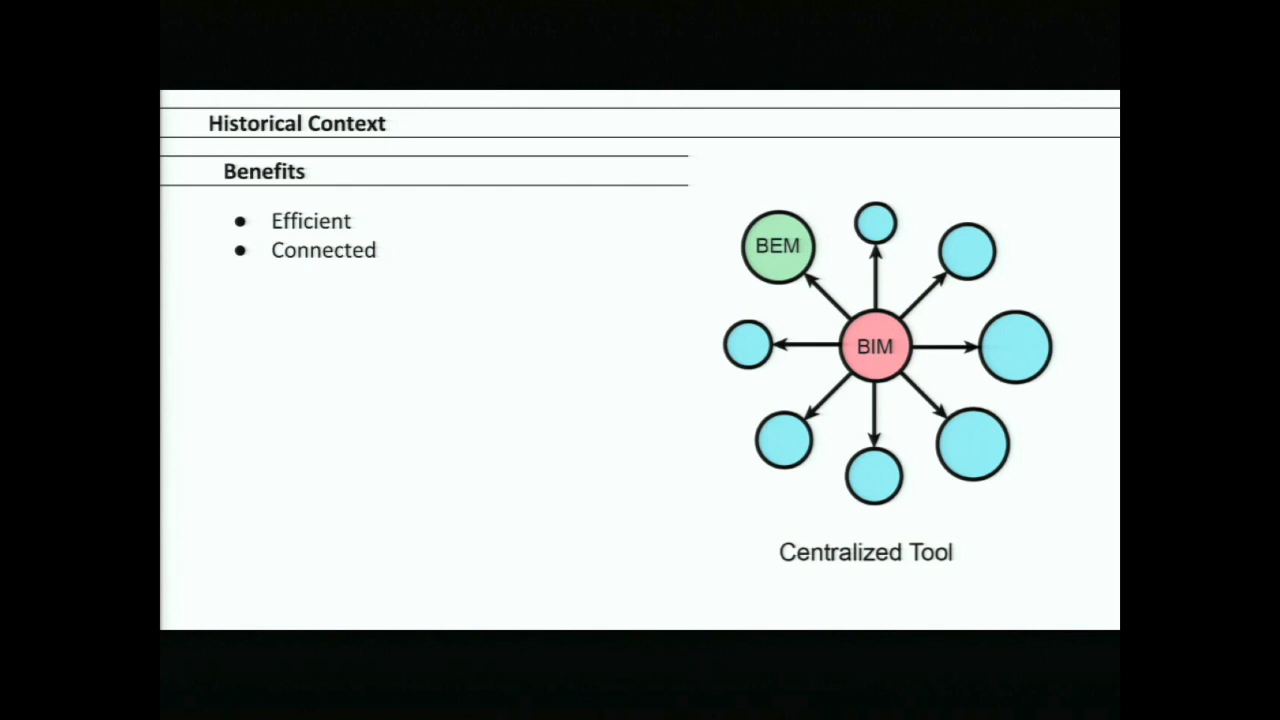 Historical Context
Benefits
● Efficient
● Connected
BEM
BIM
Centralized Tool